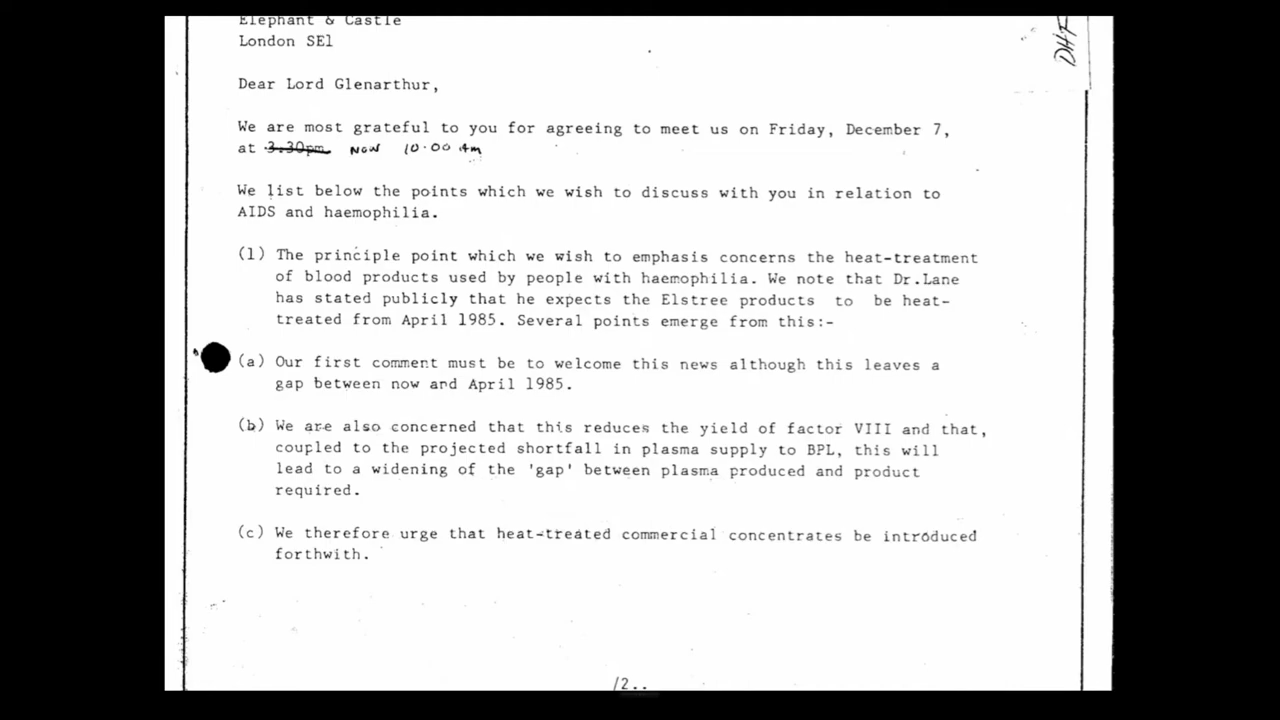 Elephant & Castle
London SE1
DHF
Dear Lord Glenarthur,
We are most grateful to you for agreeing to meet us on Friday, December 7,
at 3.30pm. NOW 10.00 Am
We list below the points which we wish to discuss with you in relation to
AIDS and haemophilia.
(1) The principle point which we wish to emphasis concerns the heat-treatment
of blood products used by people with haemophilia. We note that Dr.Lane
has stated publicly that he expects the Elstree products to be heat-
treated from April 1985. Several points emerge from this:-
(a) Our first comment must be to welcome this news although this leaves a
gap between now and April 1985.
(b) We are also concerned that this reduces the yield of factor VIII and that,
coupled to the projected shortfall in plasma supply to BPL, this will
lead to a widening of the 'gap' between plasma produced and product
required.
(c) We therefore urge that heat-treated commercial concentrates be introduced
forthwith.
/2..